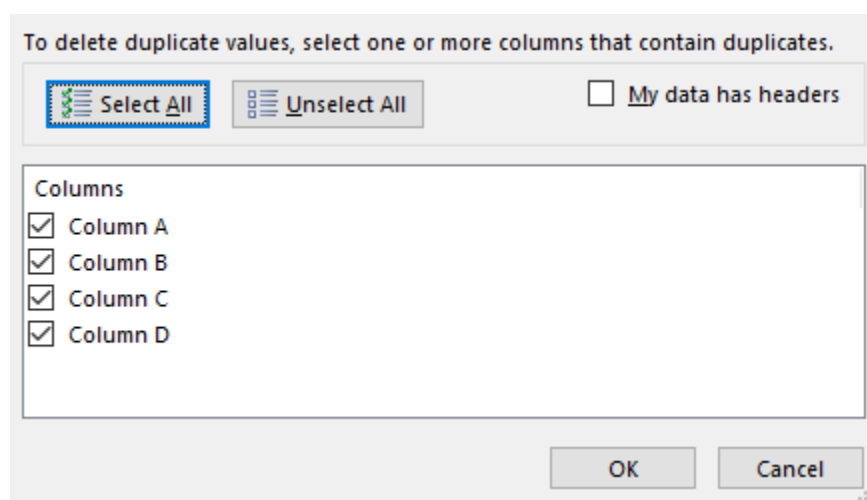 To delete duplicate values, select one or more columns that contain duplicates.
Select All
Unselect All
My data has headers
Columns
Column A
Column B
Column C
Column D
OK
Cancel